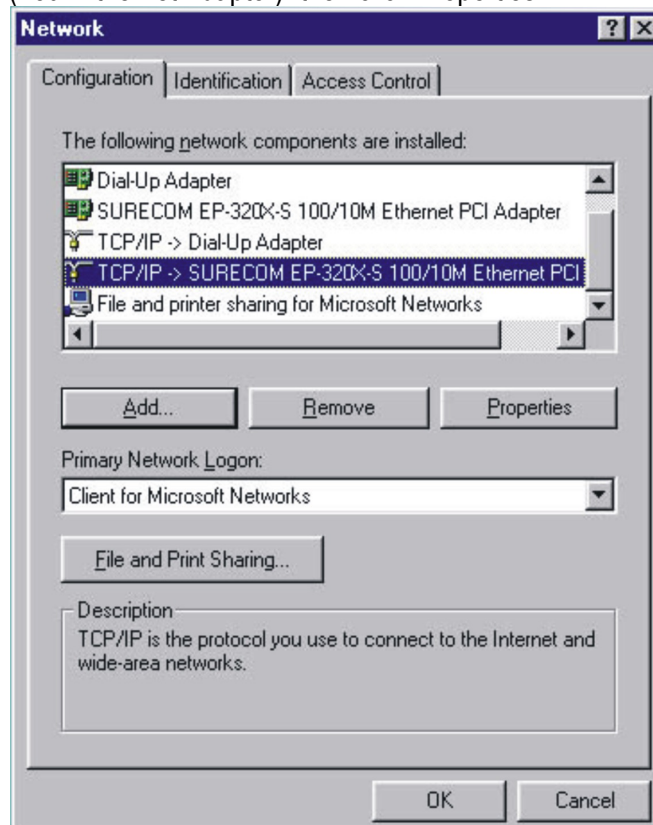 Network
Configuration Identification Access Control
The following network components are installed:
Dial-Up Adapter
SURECOM EP-320X-S 100/10M Ethernet PCI Adapter
TCP/IP -> Dial-Up Adapter
TCP/IP -> SURECOM EP-320X-S 100/10M Ethernet PCI
File and printer sharing for Microsoft Networks
Add... Remove Properties
Primary Network Logon:
Client for Microsoft Networks
File and Print Sharing...
Description
TCP/IP is the protocol you use to connect to the Internet and
wide-area networks.
OK Cancel